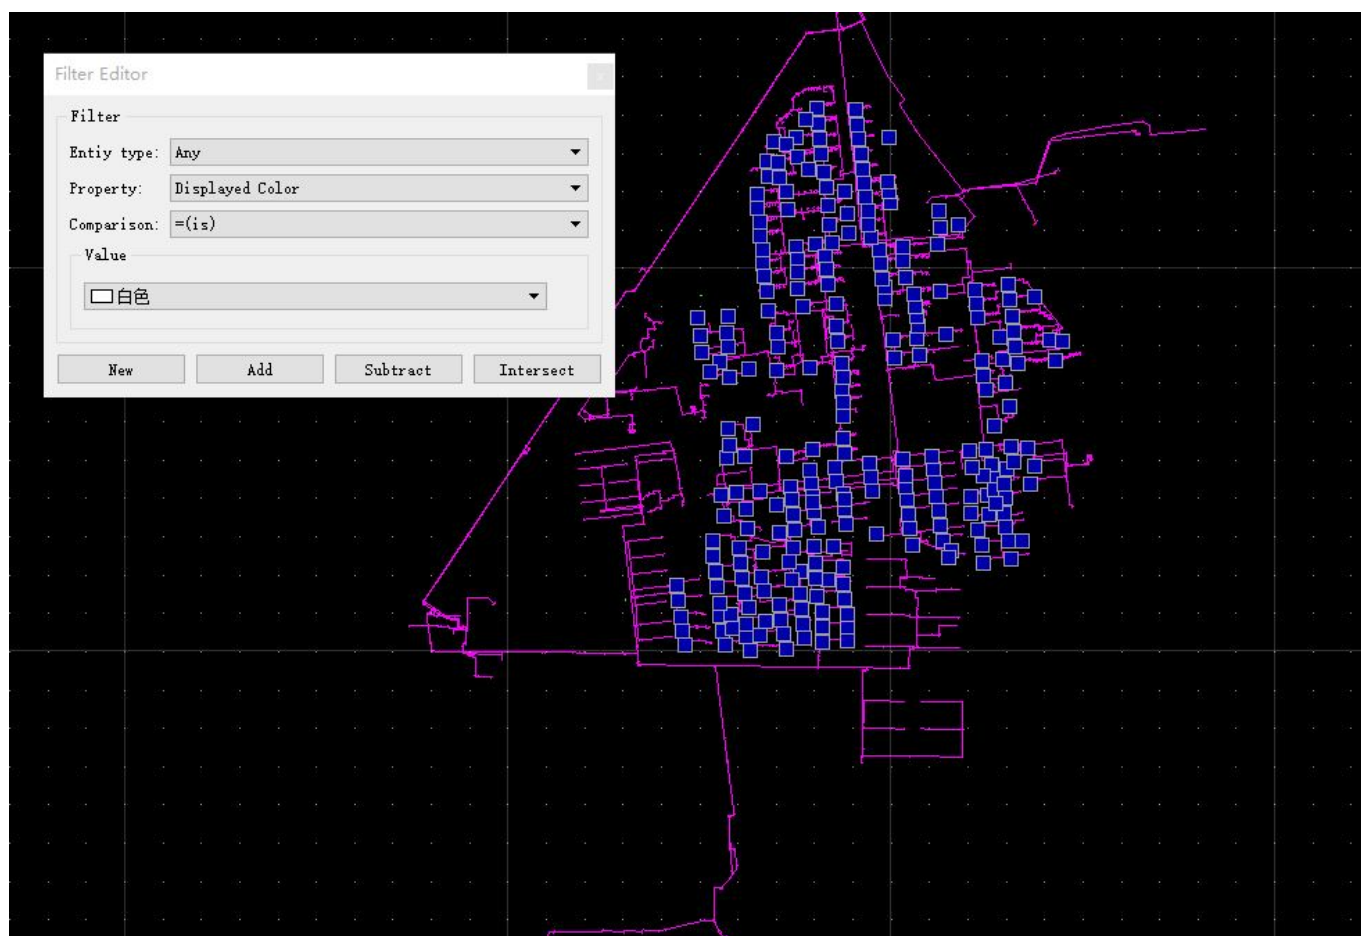 Filter Editor
Filter
Entiy type: Any
Property: Displayed Color
Comparison: =(is)
Value
白色
New Add Subtract Intersect